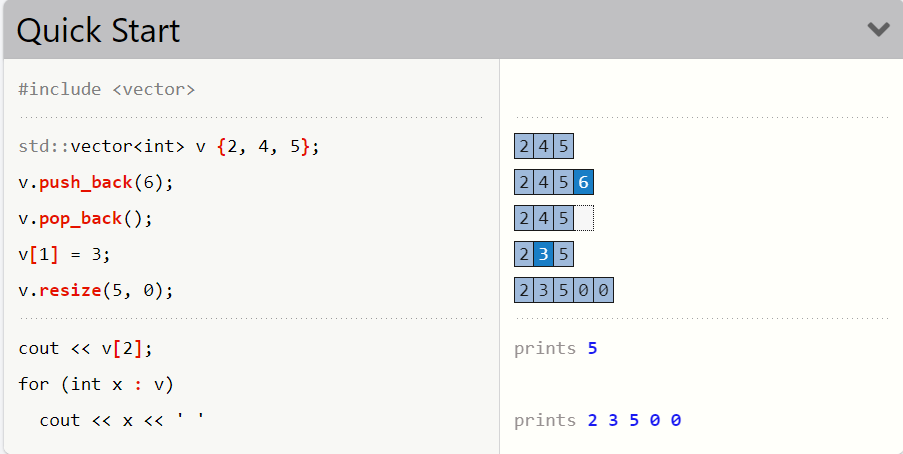 Quick Start
#include <vector>
std::vector<int> v {2, 4, 5};
2 4 5
v.push_back(6);
2 4 5 6
v.pop_back();
2 4 5
v[1] = 3;
2 3 5
v.resize(5, 0);
2 3 5 0 0
cout << v[2];
prints 5
for (int x : v)
cout << x << ' '
prints 2 3 5 0 0